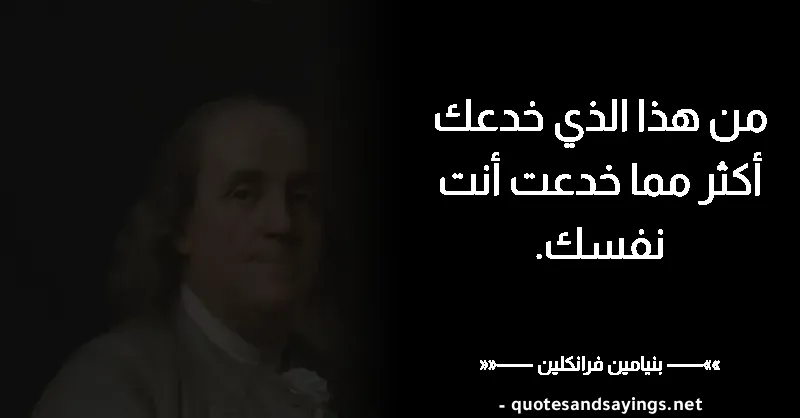 من هذا الذي خدعك
أكثر مما خدعت أنت
نفسك.
»»—— بنيامين فرانكلين ——««
- quotesandsayings.net